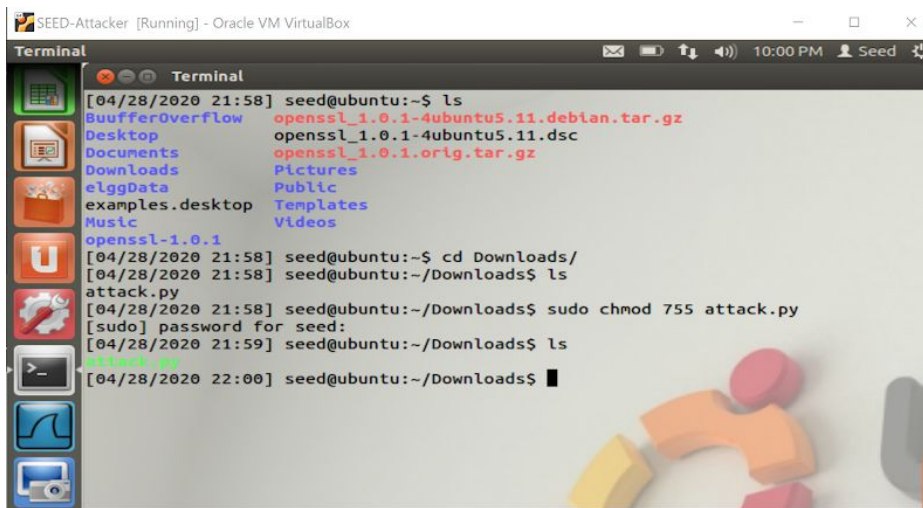 SEED-Attacker [Running] - Oracle VM VirtualBox
Terminal 10:00 PM Seed
Terminal
[04/28/2020 21:58] seed@ubuntu:~$ ls
BuufferOverflow openssl_1.0.1-4ubuntu5.11.debian.tar.gz
Desktop openssl_1.0.1-4ubuntu5.11.dsc
Documents openssl_1.0.1.orig.tar.gz
Downloads Pictures
elggData Public
examples.desktop Templates
Music Videos
openssl-1.0.1
[04/28/2020 21:58] seed@ubuntu:~$ cd Downloads/
[04/28/2020 21:58] seed@ubuntu:~/Downloads$ ls
attack.py
[04/28/2020 21:58] seed@ubuntu:~/Downloads$ sudo chmod 755 attack.py
[sudo] password for seed:
[04/28/2020 21:59] seed@ubuntu:~/Downloads$ ls
attack.py
[04/28/2020 22:00] seed@ubuntu:~/Downloads$